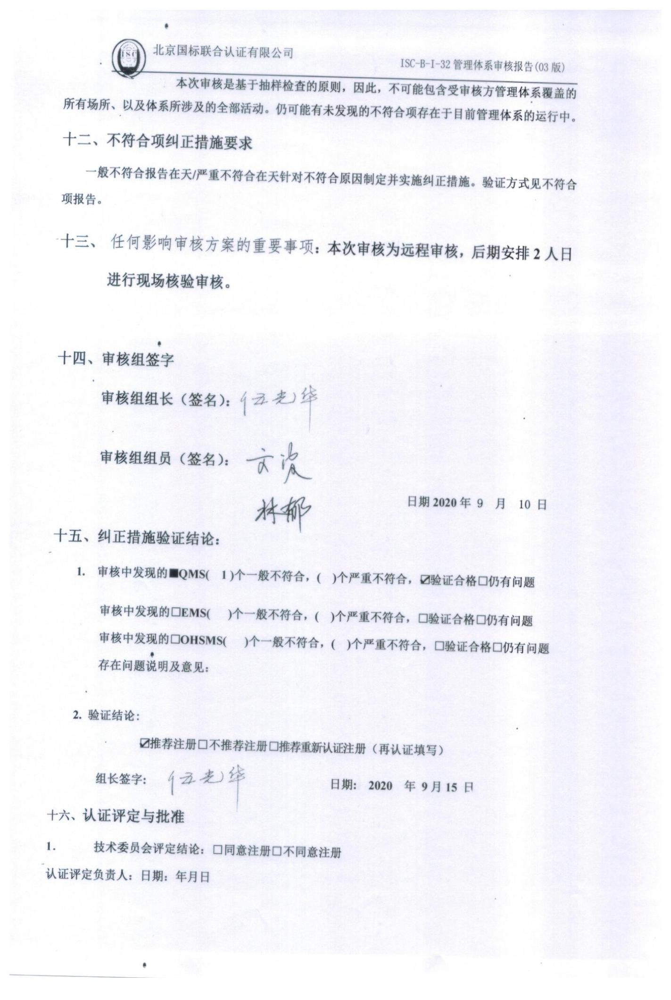 ISC
北京国标联合认证有限公司
ISC-B-I-32 管理体系审核报告(03 版)
本次审核是基于抽样检查的原则，因此，不可能包含受审核方管理体系覆盖的
所有场所、以及体系所涉及的全部活动。仍可能有未发现的不符合项存在于目前管理体系的运行中。
十二、不符合项纠正措施要求
一般不符合报告在天/严重不符合在天针对不符合原因制定并实施纠正措施。验证方式见不符合
项报告。
十三、 任何影响审核方案的重要事项：本次审核为远程审核，后期安排 2 人日
进行现场核验审核。
十四、审核组签字
审核组组长（签名）：伍光华
审核组组员（签名）：文波
林郁
日期 2020 年 9 月 10 日
十五、纠正措施验证结论：
1. 审核中发现的■QMS( 1 )个一般不符合，( )个严重不符合，☑验证合格□仍有问题
审核中发现的□EMS( )个一般不符合，( )个严重不符合，□验证合格□仍有问题
审核中发现的□OHSMS( )个一般不符合，( )个严重不符合，□验证合格□仍有问题
存在问题说明及意见：
2. 验证结论：
☑推荐注册□不推荐注册□推荐重新认证注册（再认证填写）
组长签字： 伍光华 日期： 2020 年 9 月 15 日
十六、认证评定与批准
1. 技术委员会评定结论：□同意注册□不同意注册
认证评定负责人：日期：年月日